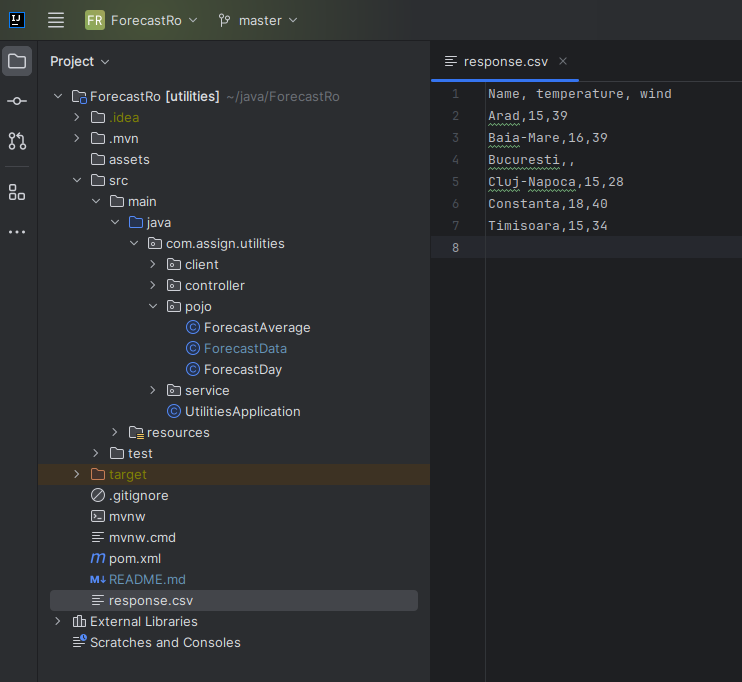 IJ
FR ForecastRo master
Project
ForecastRo [utilities] ~/java/ForecastRo
.idea
.mvn
assets
src
main
java
com.assign.utilities
client
controller
pojo
C ForecastAverage
C ForecastData
C ForecastDay
service
C UtilitiesApplication
resources
test
target
.gitignore
mvnw
mvnw.cmd
m pom.xml
M↓ README.md
response.csv
External Libraries
Scratches and Consoles
response.csv
1 Name, temperature, wind
2 Arad,15,39
3 Baia-Mare,16,39
4 Bucuresti,,
5 Cluj-Napoca,15,28
6 Constanta,18,40
7 Timisoara,15,34
8